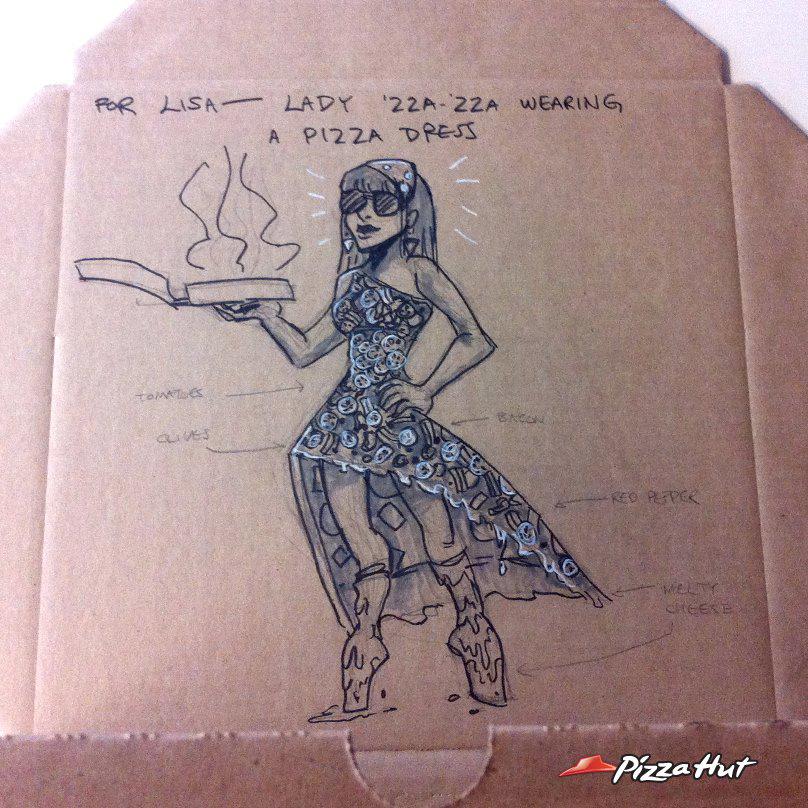 FOR LISA— LADY 'ZZA-'ZZA WEARING
A PIZZA DRESS
TOMATOES
OLIVES
BACON
RED PEPPER
MELTY
CHEESE
Pizza Hut